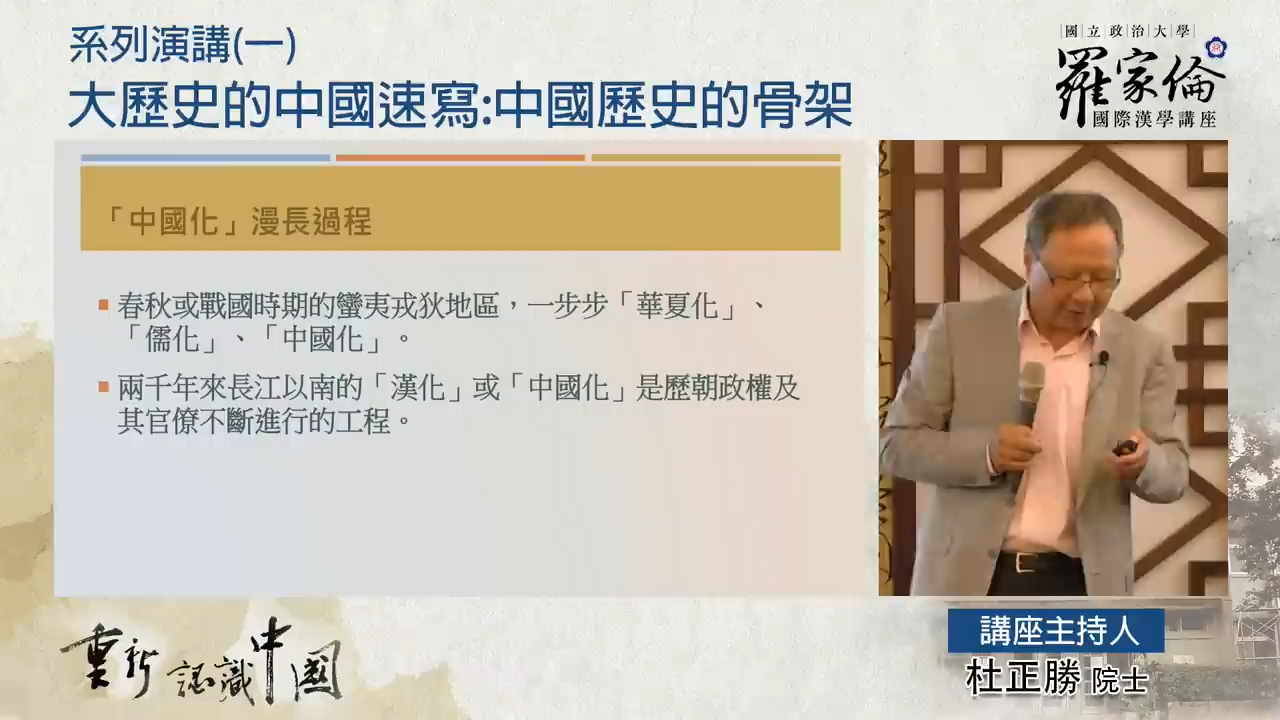 系列演講(一)
大歷史的中國速寫:中國歷史的骨架
國立政治大學
羅家倫
國際漢學講座
「中國化」漫長過程
春秋或戰國時期的蠻夷戎狄地區，一步步「華夏化」、
「儒化」、「中國化」。
兩千年來長江以南的「漢化」或「中國化」是歷朝政權及
其官僚不斷進行的工程。
重新認識中國
講座主持人
杜正勝 院士